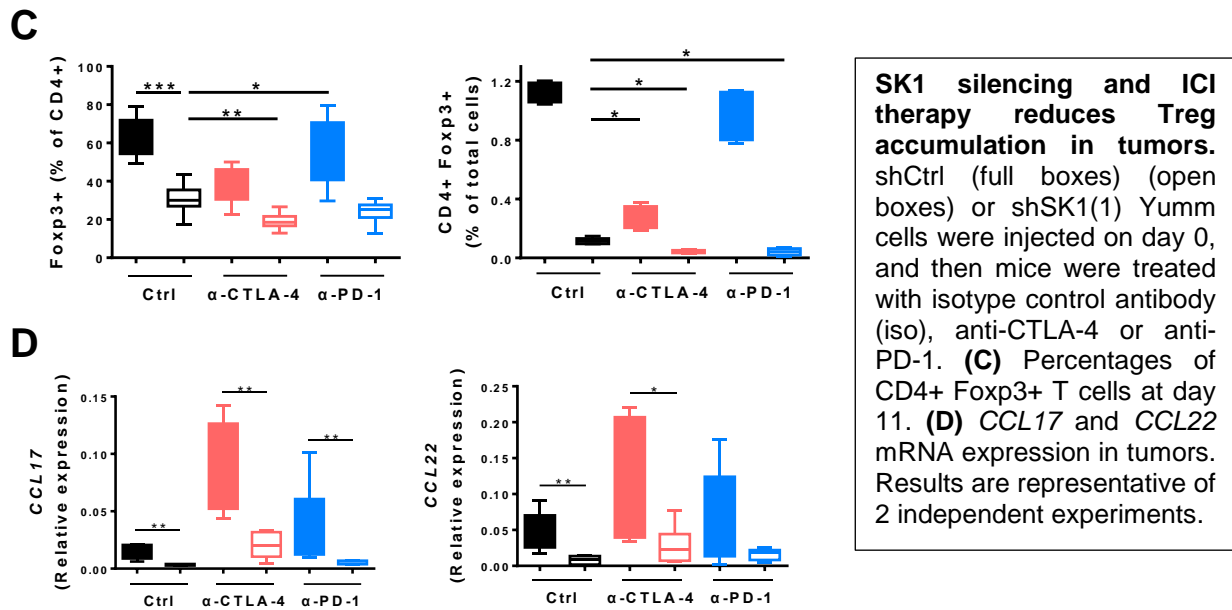 C
Foxp3+ (% of CD4+)
100
80
60
40
20
0
***
*
**
Ctrl
α-CTLA-4
α-PD-1
CD4+ Foxp3+
(% of total cells)
1.2
0.8
0.4
0.0
*
*
*
Ctrl
α-CTLA-4
α-PD-1
D
CCL17
(Relative expression)
0.15
0.10
0.05
0.00
**
**
**
Ctrl
α-CTLA-4
α-PD-1
CCL22
(Relative expression)
0.25
0.20
0.15
0.10
0.05
0.00
**
*
Ctrl
α-CTLA-4
α-PD-1
SK1 silencing and ICI
therapy reduces Treg
accumulation in tumors.
shCtrl (full boxes) (open
boxes) or shSK1(1) Yumm
cells were injected on day 0,
and then mice were treated
with isotype control antibody
(iso), anti-CTLA-4 or anti-
PD-1. (C) Percentages of
CD4+ Foxp3+ T cells at day
11. (D) CCL17 and CCL22
mRNA expression in tumors.
Results are representative of
2 independent experiments.